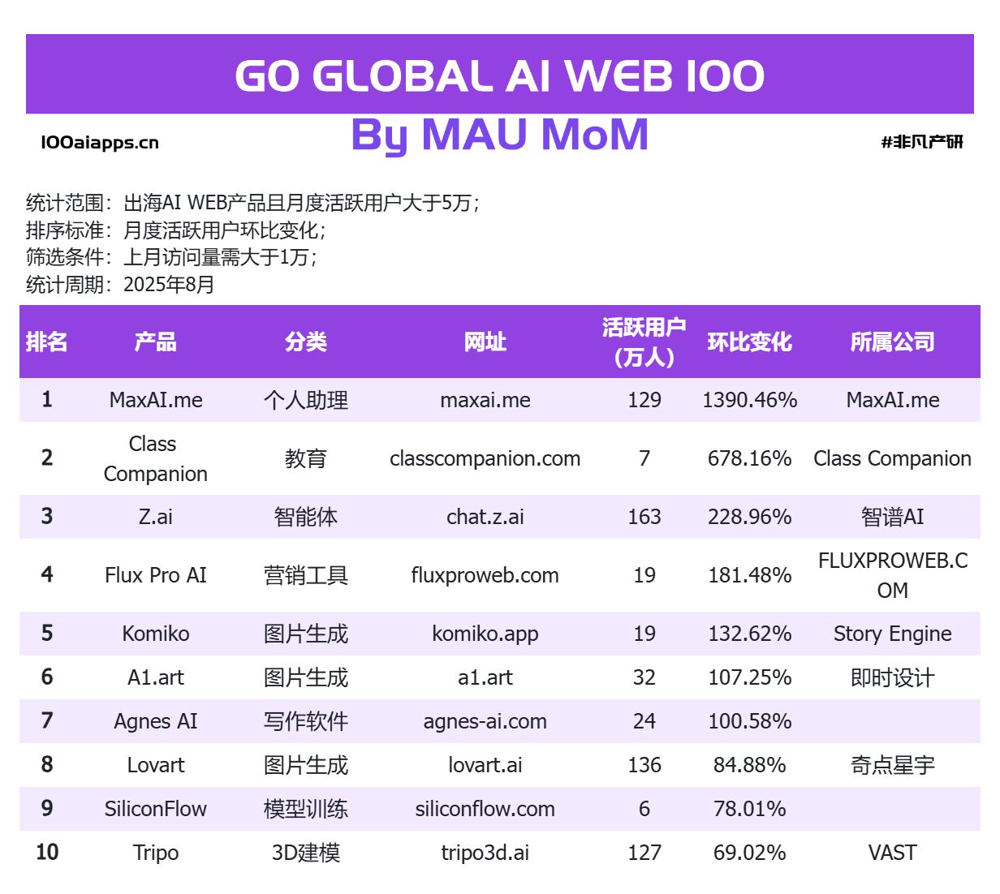 GO GLOBAL AI WEB 100
By MAU MoM
100aiapps.cn
#非凡产研
统计范围：出海AI WEB产品且月度活跃用户大于5万；
排序标准：月度活跃用户环比变化；
筛选条件：上月访问量需大于1万；
统计周期：2025年8月
排名 产品 分类 网址 活跃用户（万人） 环比变化 所属公司
1 MaxAI.me 个人助理 maxai.me 129 1390.46% MaxAI.me
2 Class Companion 教育 classcompanion.com 7 678.16% Class Companion
3 Z.ai 智能体 chat.z.ai 163 228.96% 智谱AI
4 Flux Pro AI 营销工具 fluxproweb.com 19 181.48% FLUXPROWEB.COM
5 Komiko 图片生成 komiko.app 19 132.62% Story Engine
6 A1.art 图片生成 a1.art 32 107.25% 即时设计
7 Agnes AI 写作软件 agnes-ai.com 24 100.58%
8 Lovart 图片生成 lovart.ai 136 84.88% 奇点星宇
9 SiliconFlow 模型训练 siliconflow.com 6 78.01%
10 Tripo 3D建模 tripo3d.ai 127 69.02% VAST